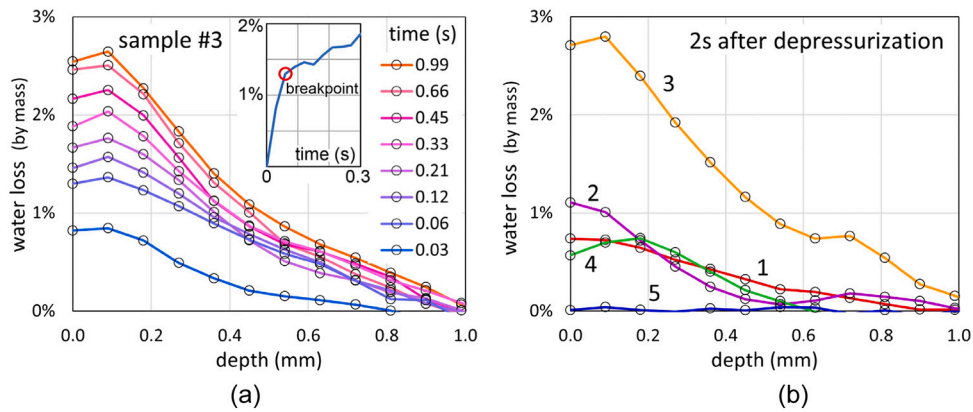 3%
2%
1%
0%
water loss (by mass)
sample #3
2%
1%
0
breakpoint
time (s)
0.3
time (s)
0.99
0.66
0.45
0.33
0.21
0.12
0.06
0.03
0.0 0.2 0.4 0.6 0.8 1.0
depth (mm)
(a)
3%
2%
1%
0%
water loss (by mass)
2s after depressurization
3
2
4
1
5
0.0 0.2 0.4 0.6 0.8 1.0
depth (mm)
(b)